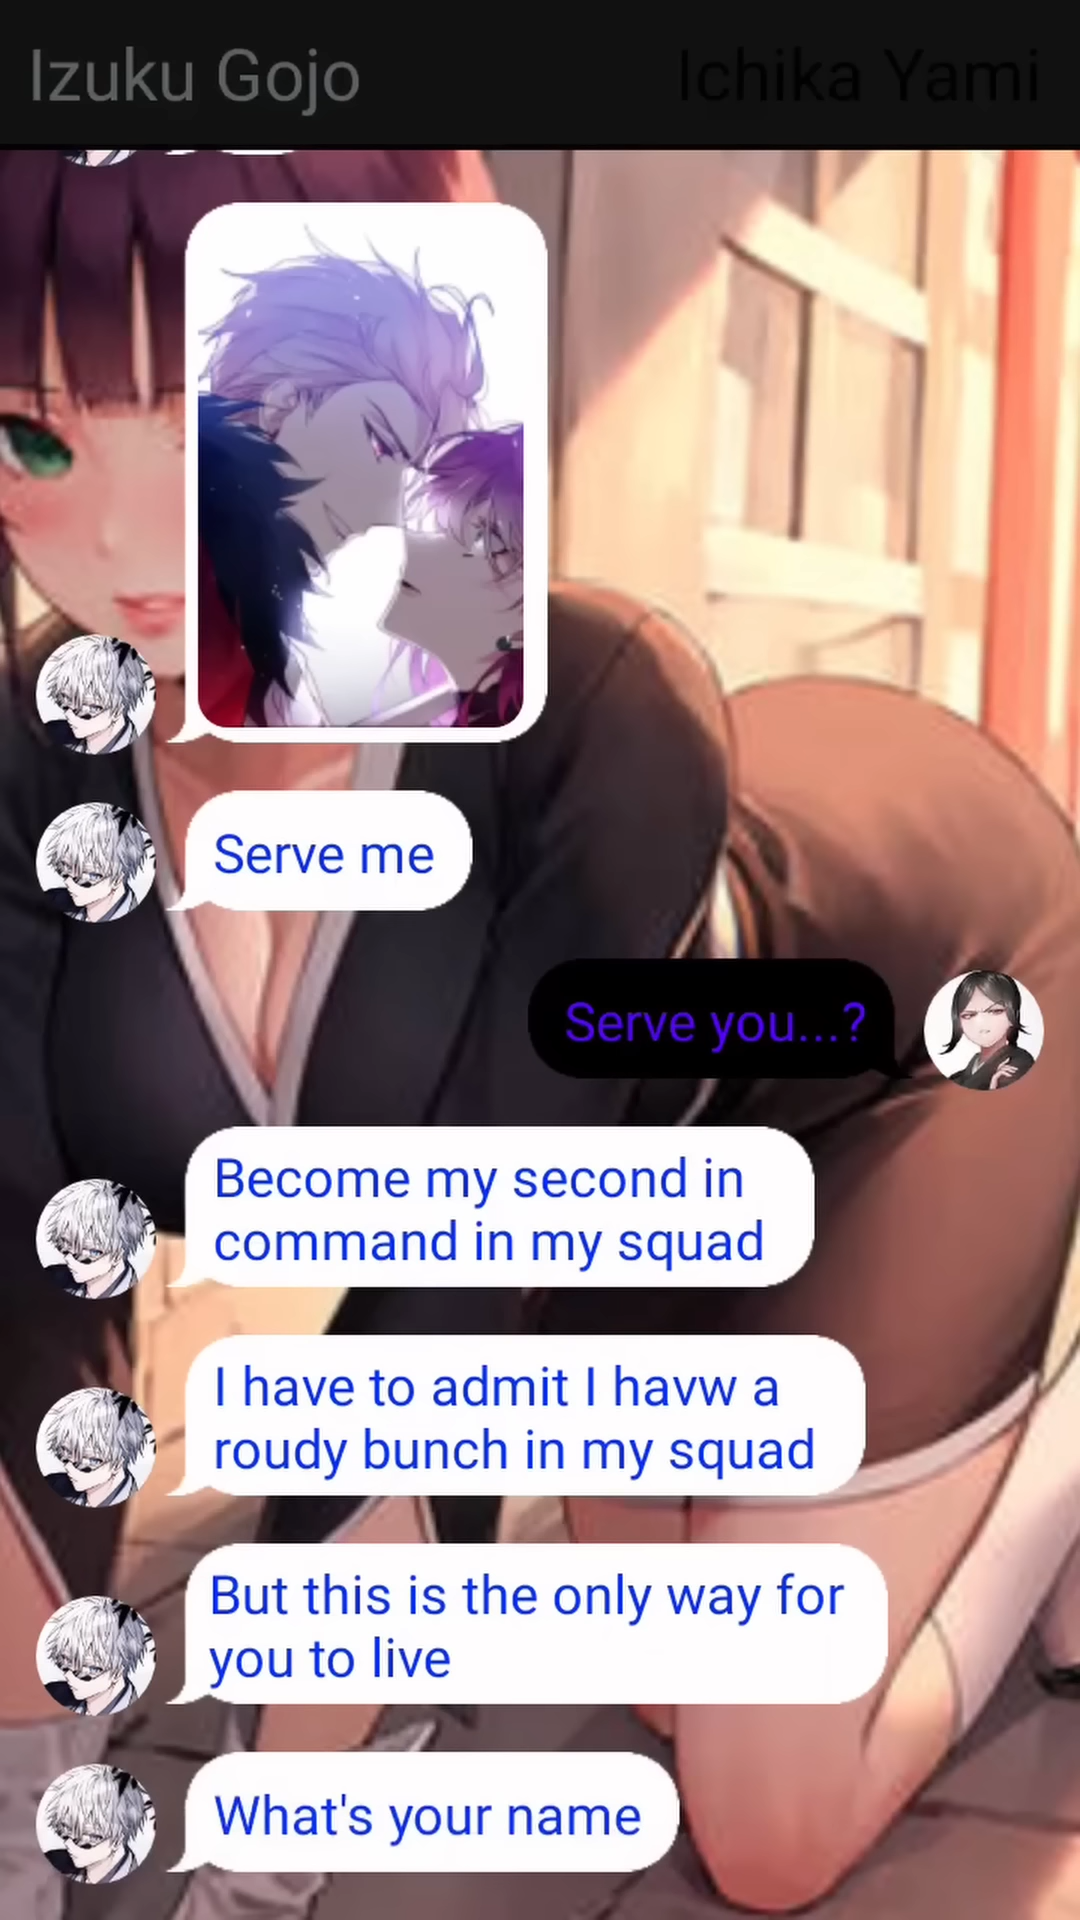 Izuku Gojo
Ichika Yami
Serve me
Serve you...?
Become my second in
command in my squad
I have to admit I havw a
roudy bunch in my squad
But this is the only way for
you to live
What's your name